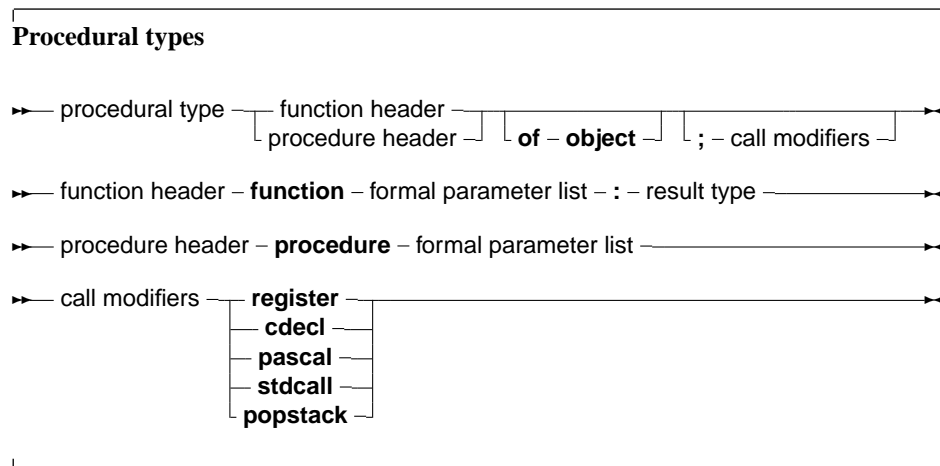 Procedural types
procedural type function header
procedure header of object ; call modifiers
function header function formal parameter list : result type
procedure header procedure formal parameter list
call modifiers register
cdecl
pascal
stdcall
popstack